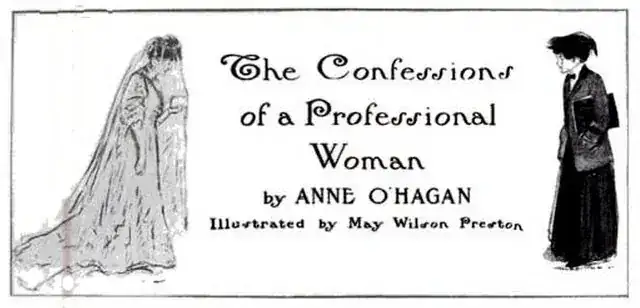 The Confessions
of a Professional
Woman
by ANNE O'HAGAN
Illustrated by May Wilson Preston